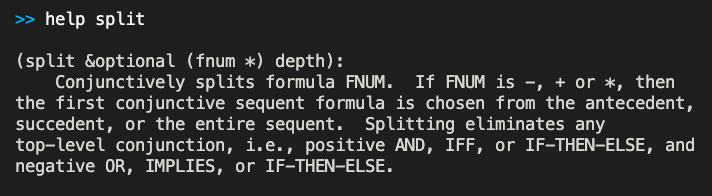 >> help split
(split &optional (fnum *) depth):
Conjunctively splits formula FNUM.  If FNUM is -, + or *, then
the first conjunctive sequent formula is chosen from the antecedent,
succedent, or the entire sequent.  Splitting eliminates any
top-level conjunction, i.e., positive AND, IFF, or IF-THEN-ELSE, and
negative OR, IMPLIES, or IF-THEN-ELSE.